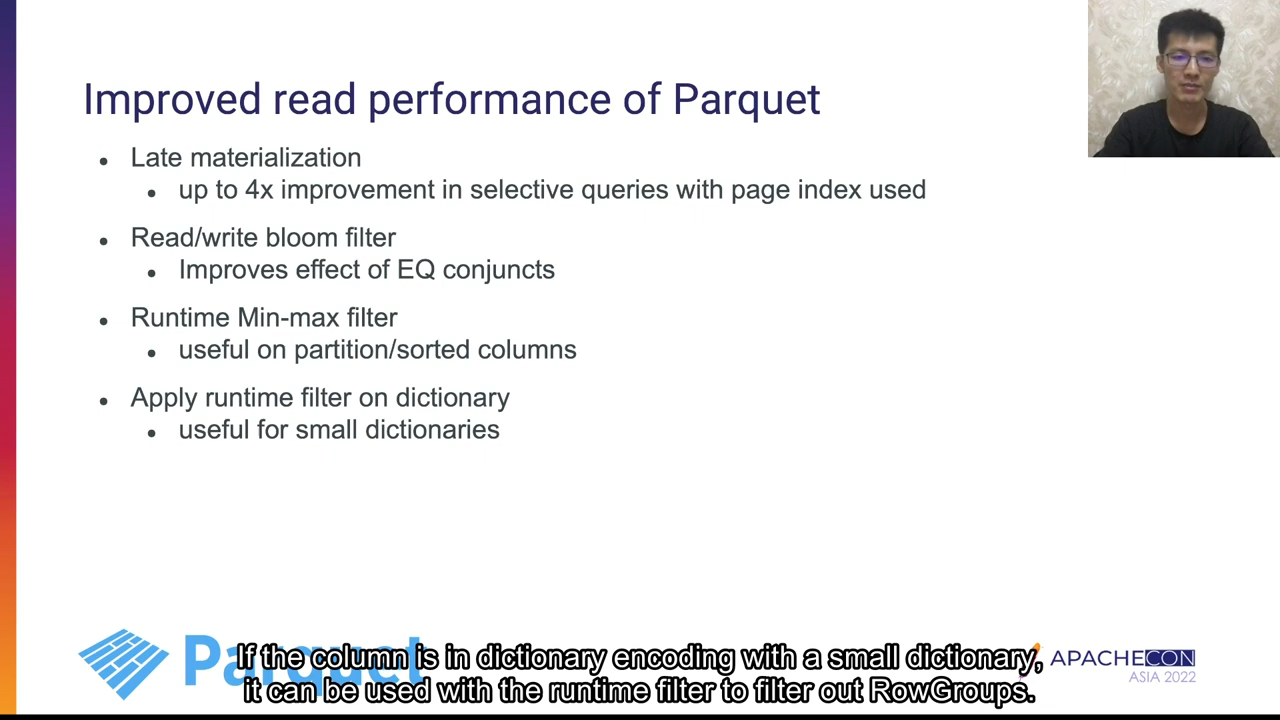 Improved read performance of Parquet
• Late materialization
• up to 4x improvement in selective queries with page index used
• Read/write bloom filter
• Improves effect of EQ conjuncts
• Runtime Min-max filter
• useful on partition/sorted columns
• Apply runtime filter on dictionary
• useful for small dictionaries
Parquet
If the column is in dictionary encoding with a small dictionary,
it can be used with the runtime filter to filter out RowGroups.
APACHECON
ASIA 2022